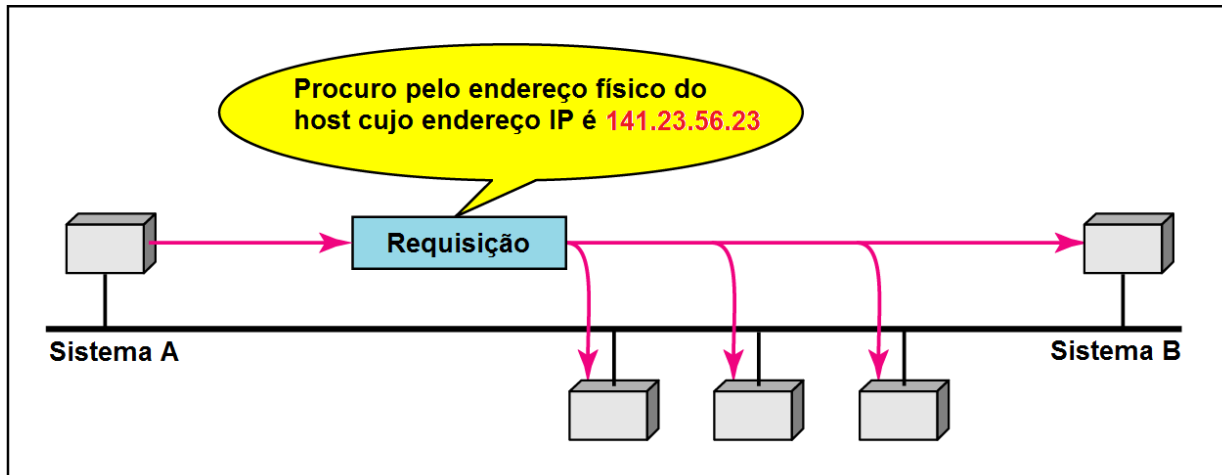 Procuro pelo endereço físico do
host cujo endereço IP é 141.23.56.23
Requisição
Sistema A
Sistema B